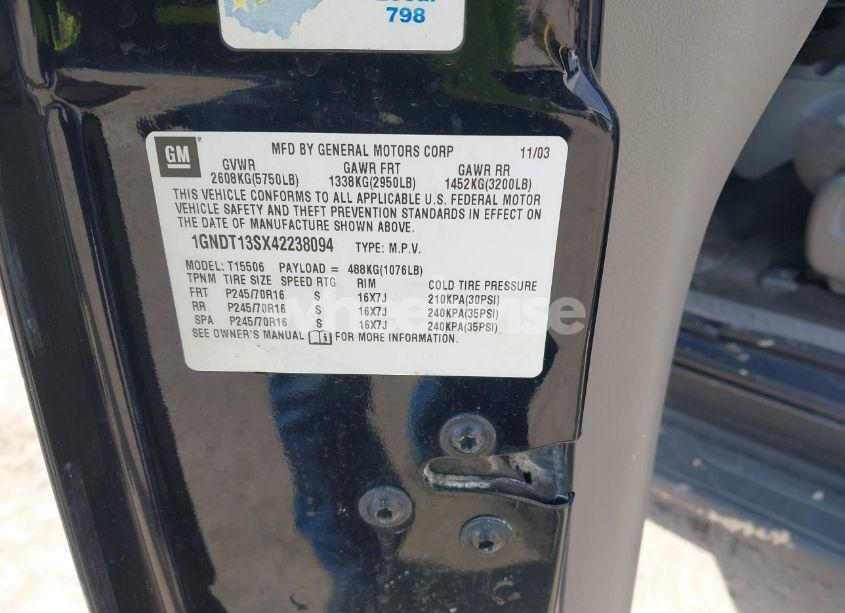 798
GM
MFD BY GENERAL MOTORS CORP 11/03
GVWR GAWR FRT GAWR RR
2608KG(5750LB) 1338KG(2950LB) 1452KG(3200LB)
THIS VEHICLE CONFORMS TO ALL APPLICABLE U.S. FEDERAL MOTOR
VEHICLE SAFETY AND THEFT PREVENTION STANDARDS IN EFFECT ON
THE DATE OF MANUFACTURE SHOWN ABOVE.
1GNDT13SX42238094 TYPE: M.P.V.
MODEL: T15506 PAYLOAD = 488KG(1076LB)
TPNM TIRE SIZE SPEED RTG RIM COLD TIRE PRESSURE
FRT P245/70R16 S 16X7J 210KPA(30PSI)
RR P245/70R16 S 16X7J 240KPA(35PSI)
SPA P245/70R16 S 16X7J 240KPA(35PSI)
SEE OWNER'S MANUAL FOR MORE INFORMATION.